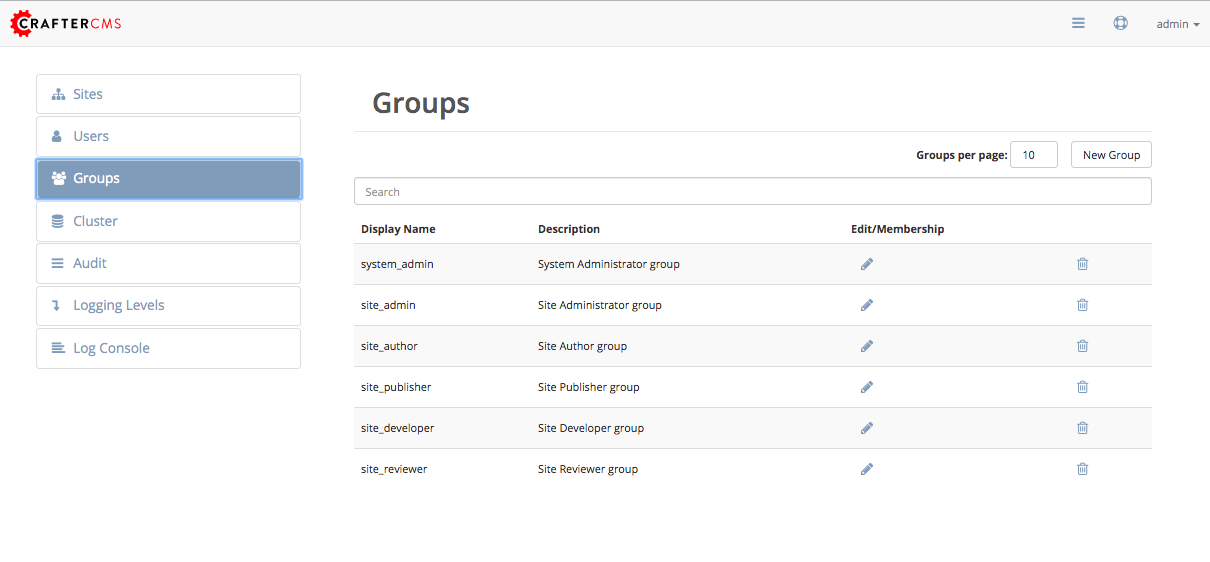 CRAFTERCMS
admin
Sites
Users
Groups
Cluster
Audit
Logging Levels
Log Console
Groups
Groups per page: 10 New Group
Search
Display Name Description Edit/Membership
system_admin System Administrator group
site_admin Site Administrator group
site_author Site Author group
site_publisher Site Publisher group
site_developer Site Developer group
site_reviewer Site Reviewer group